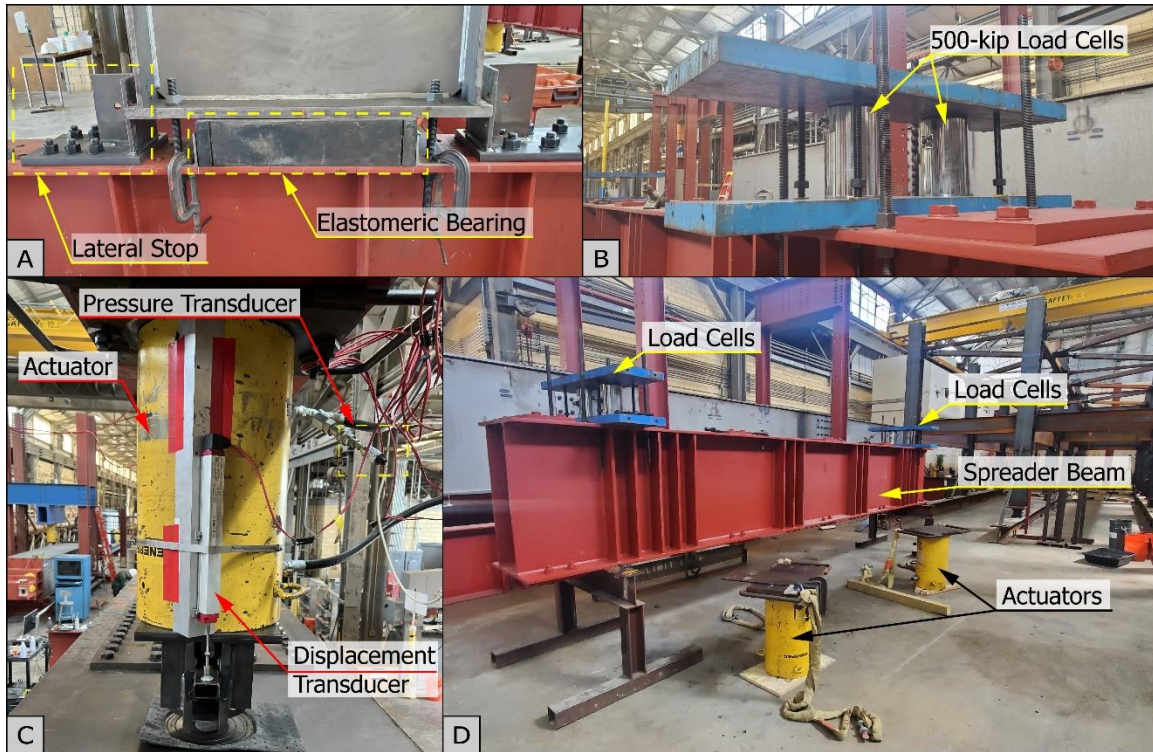 500-kip Load Cells
Elastomeric Bearing
Lateral Stop
A
B
Pressure Transducer
Actuator
Displacement
Transducer
C
Load Cells
Load Cells
Spreader Beam
Actuators
D